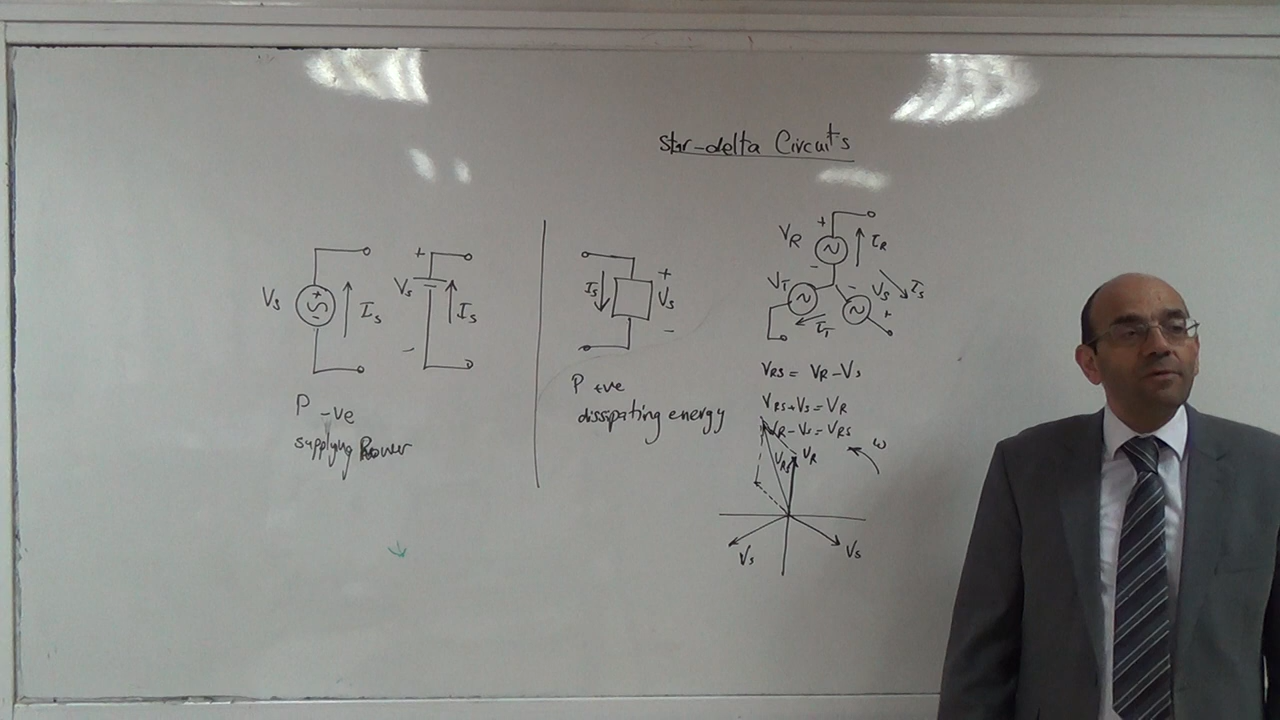 Star-delta Circuits
Vs
+
-
Is
+
Vs
-
Is
P -ve
supplying Power
Is
+
Vs
-
P +ve
dissipating energy
+
VR
-
IR
VT
IT
-
Vs
+
Is
VRS = VR - Vs
VRS + Vs = VR
VR - Vs = VRS
ω
VRS
VR
Vs
Vs